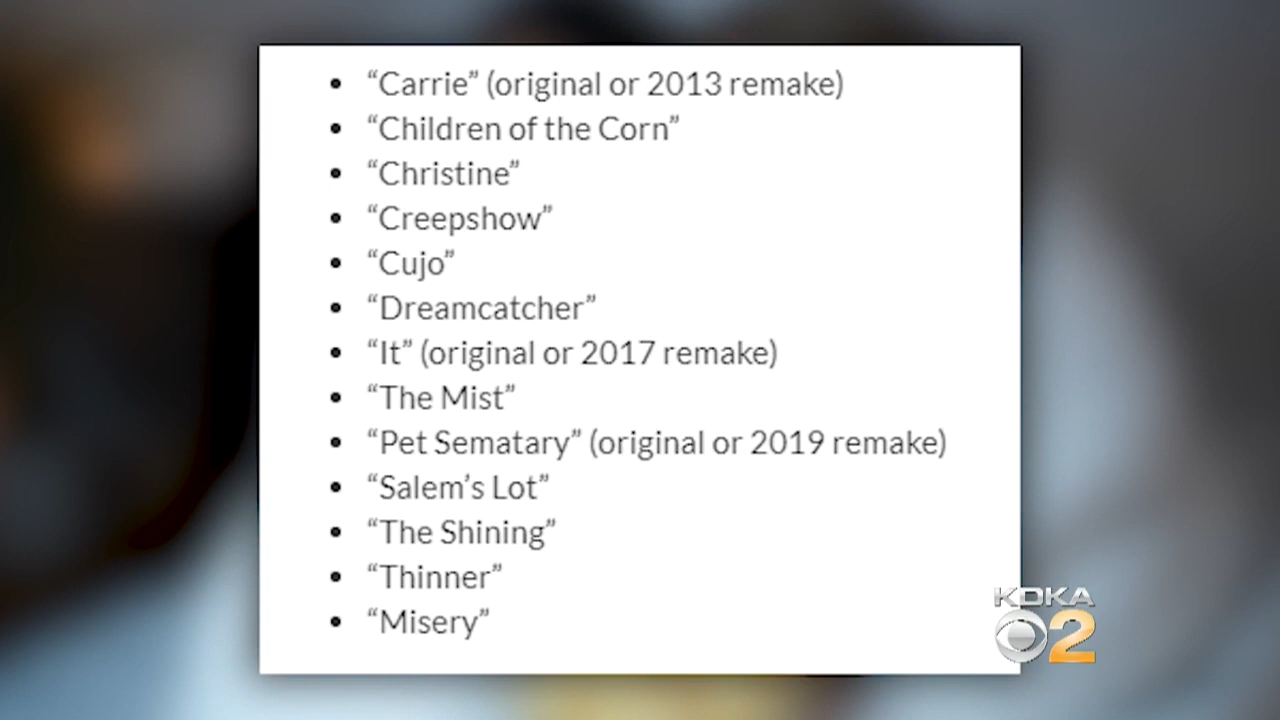 • “Carrie” (original or 2013 remake)
• “Children of the Corn”
• “Christine”
• “Creepshow”
• “Cujo”
• “Dreamcatcher”
• “It” (original or 2017 remake)
• “The Mist”
• “Pet Sematary” (original or 2019 remake)
• “Salem’s Lot”
• “The Shining”
• “Thinner”
• “Misery”
KDKA
2